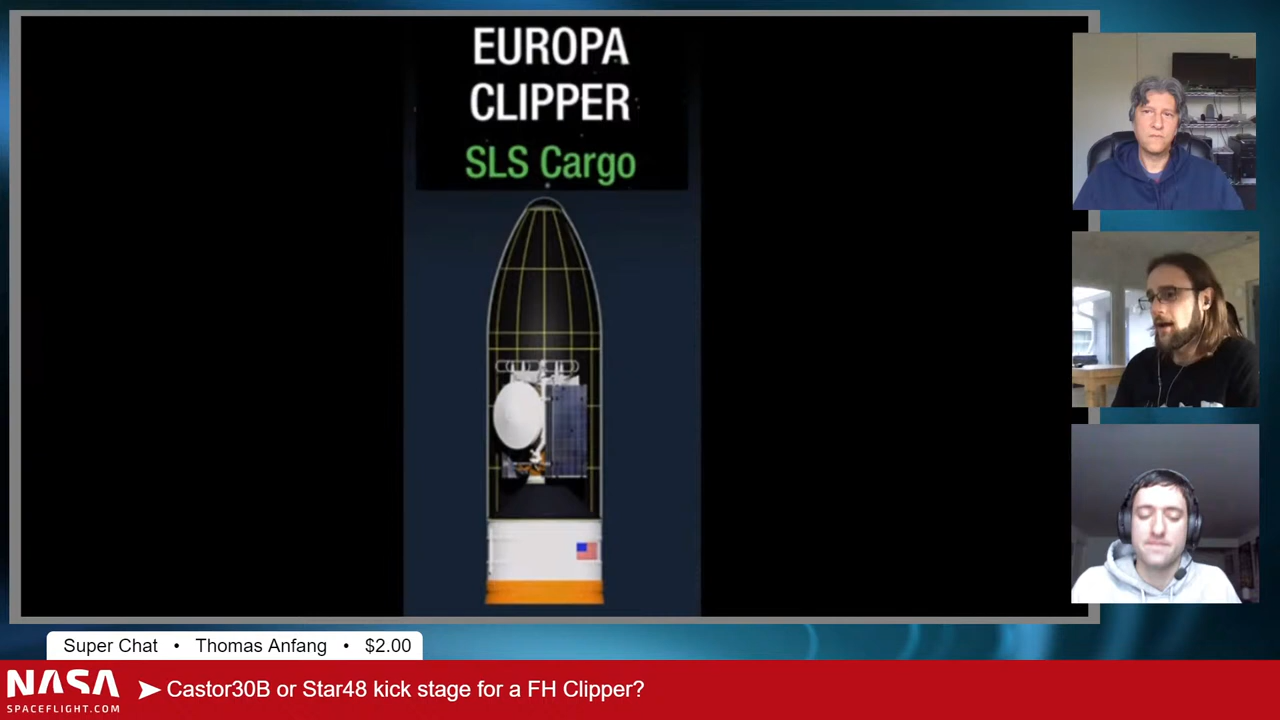 EUROPA
CLIPPER
SLS Cargo
Super Chat • Thomas Anfang • $2.00
NASA
SPACEFLIGHT.COM
➤ Castor30B or Star48 kick stage for a FH Clipper?